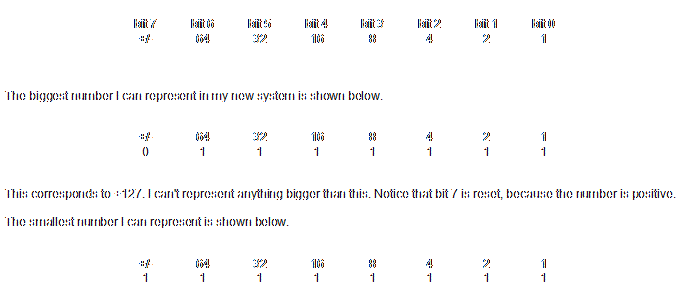 bit 7 bit 6 bit 5 bit 4 bit 3 bit 2 bit 1 bit 0
+/- 64 32 16 8 4 2 1
The biggest number I can represent in my new system is shown below.
+/- 64 32 16 8 4 2 1
0 1 1 1 1 1 1 1
This corresponds to +127. I can't represent anything bigger than this. Notice that bit 7 is reset, because the number is positive.
The smallest number I can represent is shown below.
+/- 64 32 16 8 4 2 1
1 1 1 1 1 1 1 1